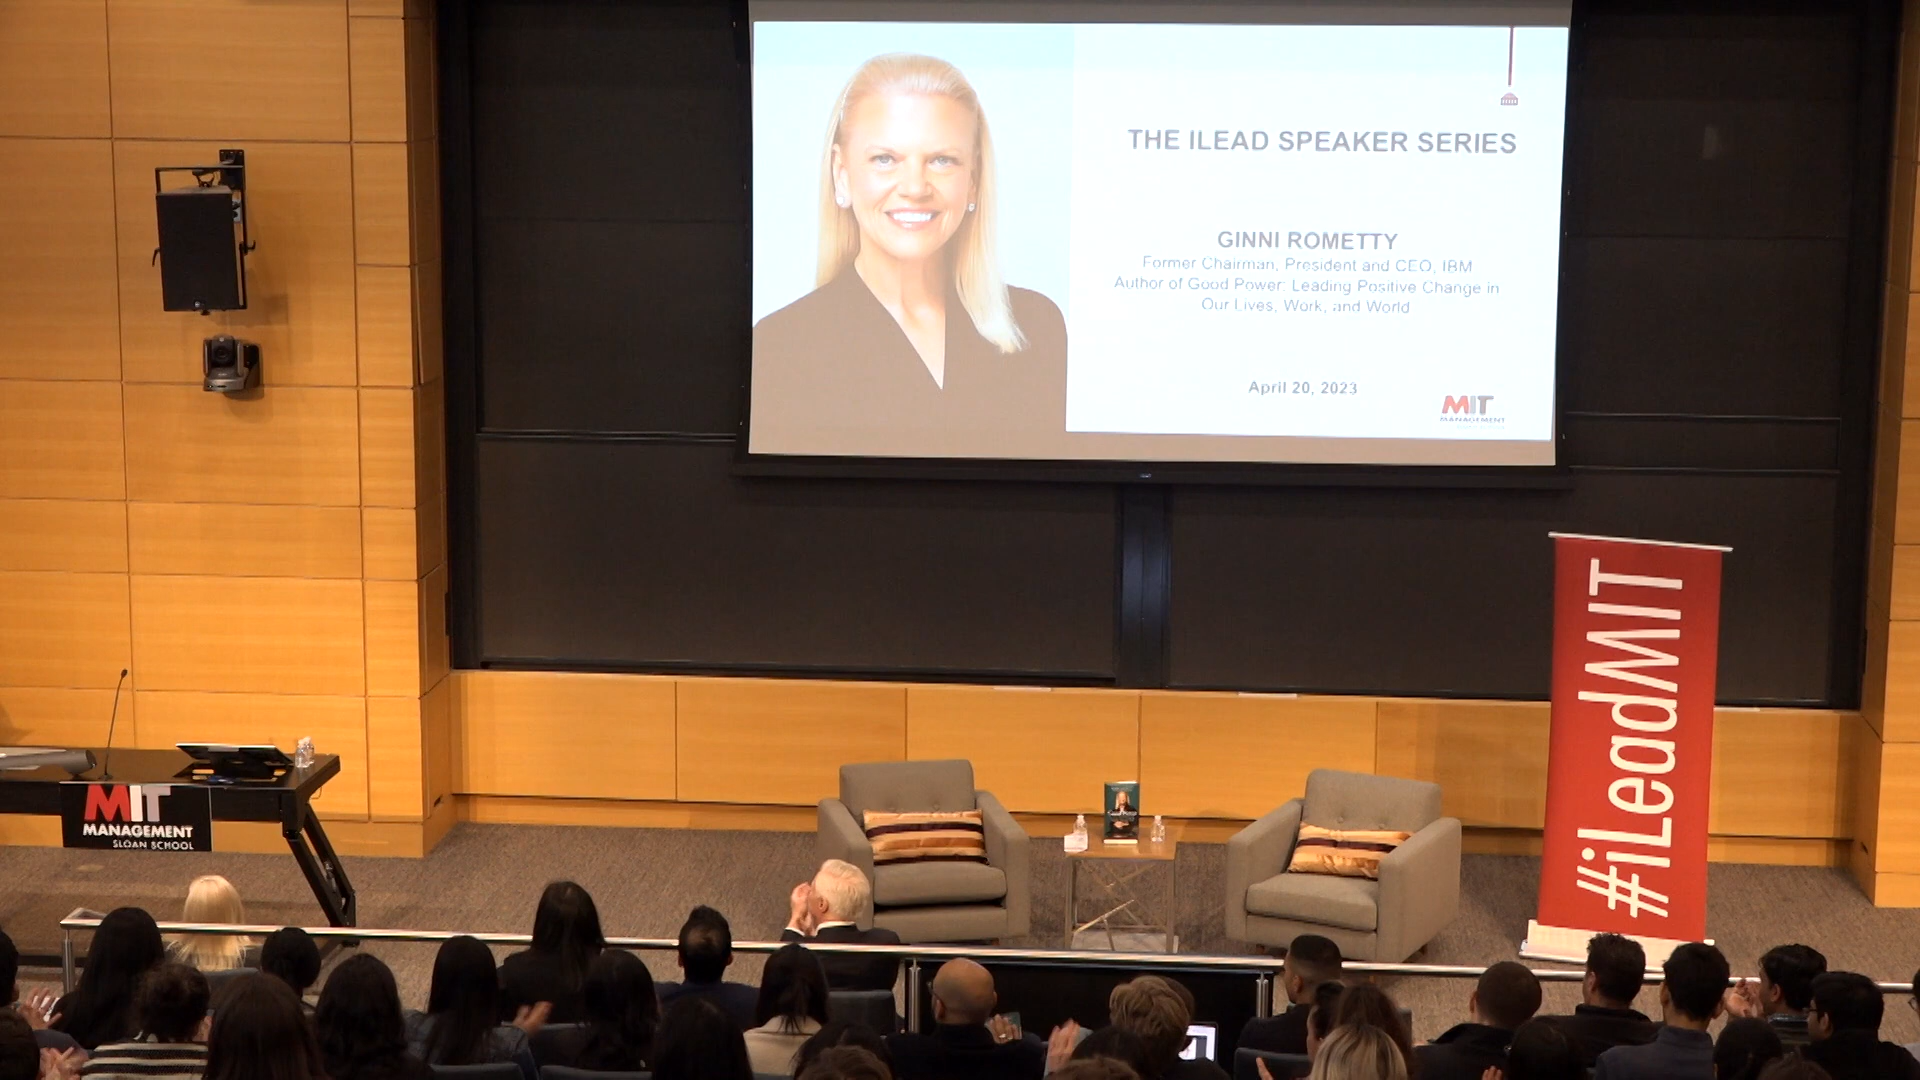 THE ILEAD SPEAKER SERIES
GINNI ROMETTY
Former Chairman, President and CEO, IBM
Author of Good Power: Leading Positive Change in
Our Lives, Work, and World
April 20, 2023
MIT
MANAGEMENT
#iLeadMIT
MIT
MANAGEMENT
SLOAN SCHOOL